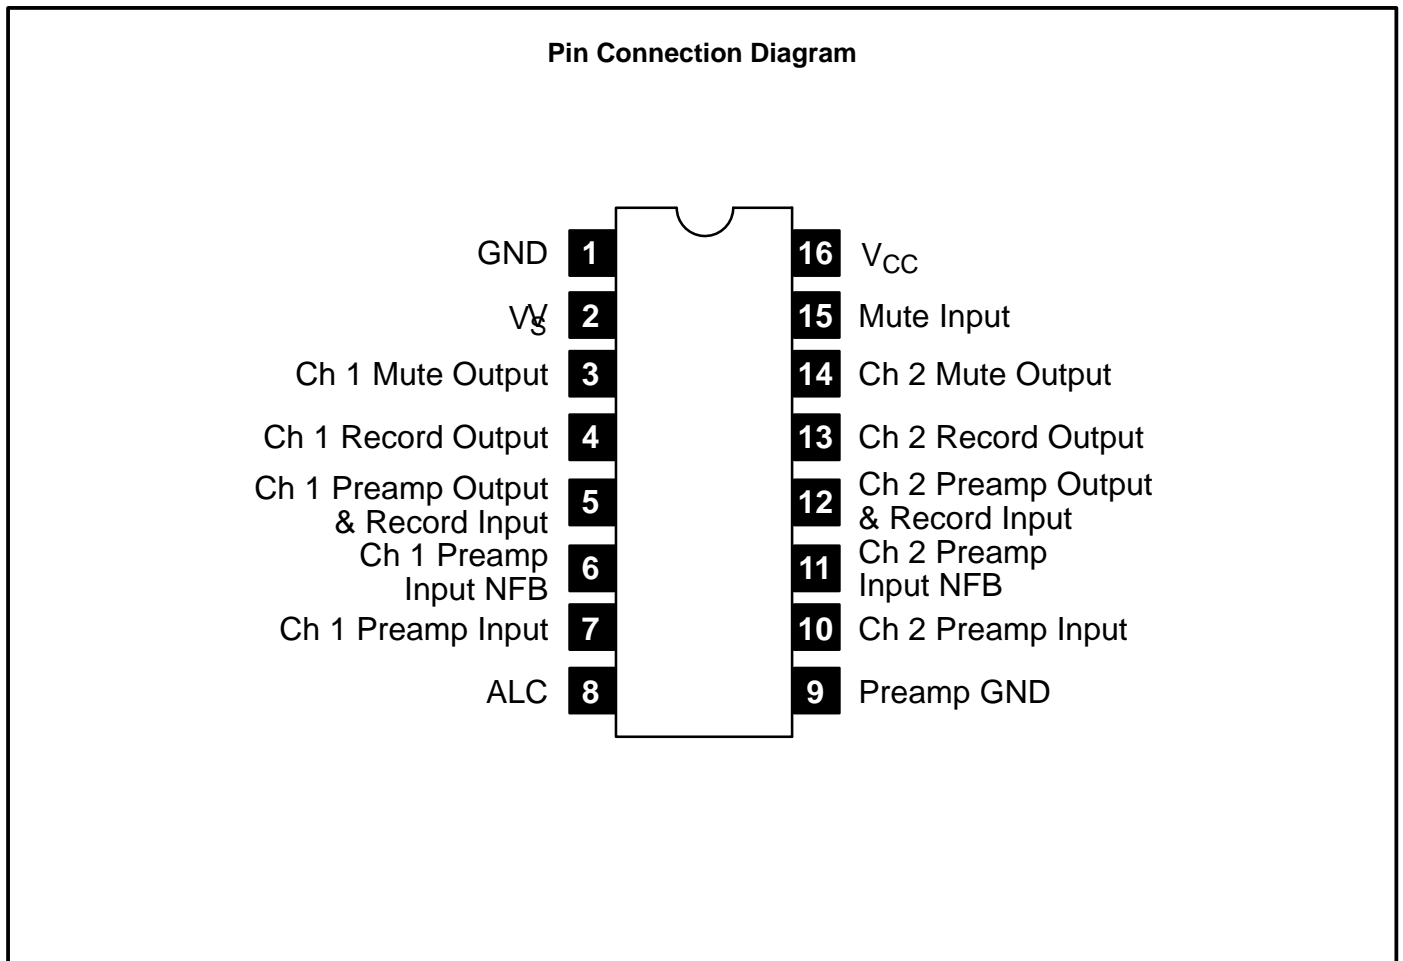 Pin Connection Diagram
GND 1
2
Ch 1 Mute Output 3
Ch 1 Record Output 4
Ch 1 Preamp Output
& Record Input 5
Ch 1 Preamp
Input NFB 6
Ch 1 Preamp Input 7
ALC 8
16 VCC
15 Mute Input
14 Ch 2 Mute Output
13 Ch 2 Record Output
12 Ch 2 Preamp Output
& Record Input
11 Ch 2 Preamp
Input NFB
10 Ch 2 Preamp Input
9 Preamp GND